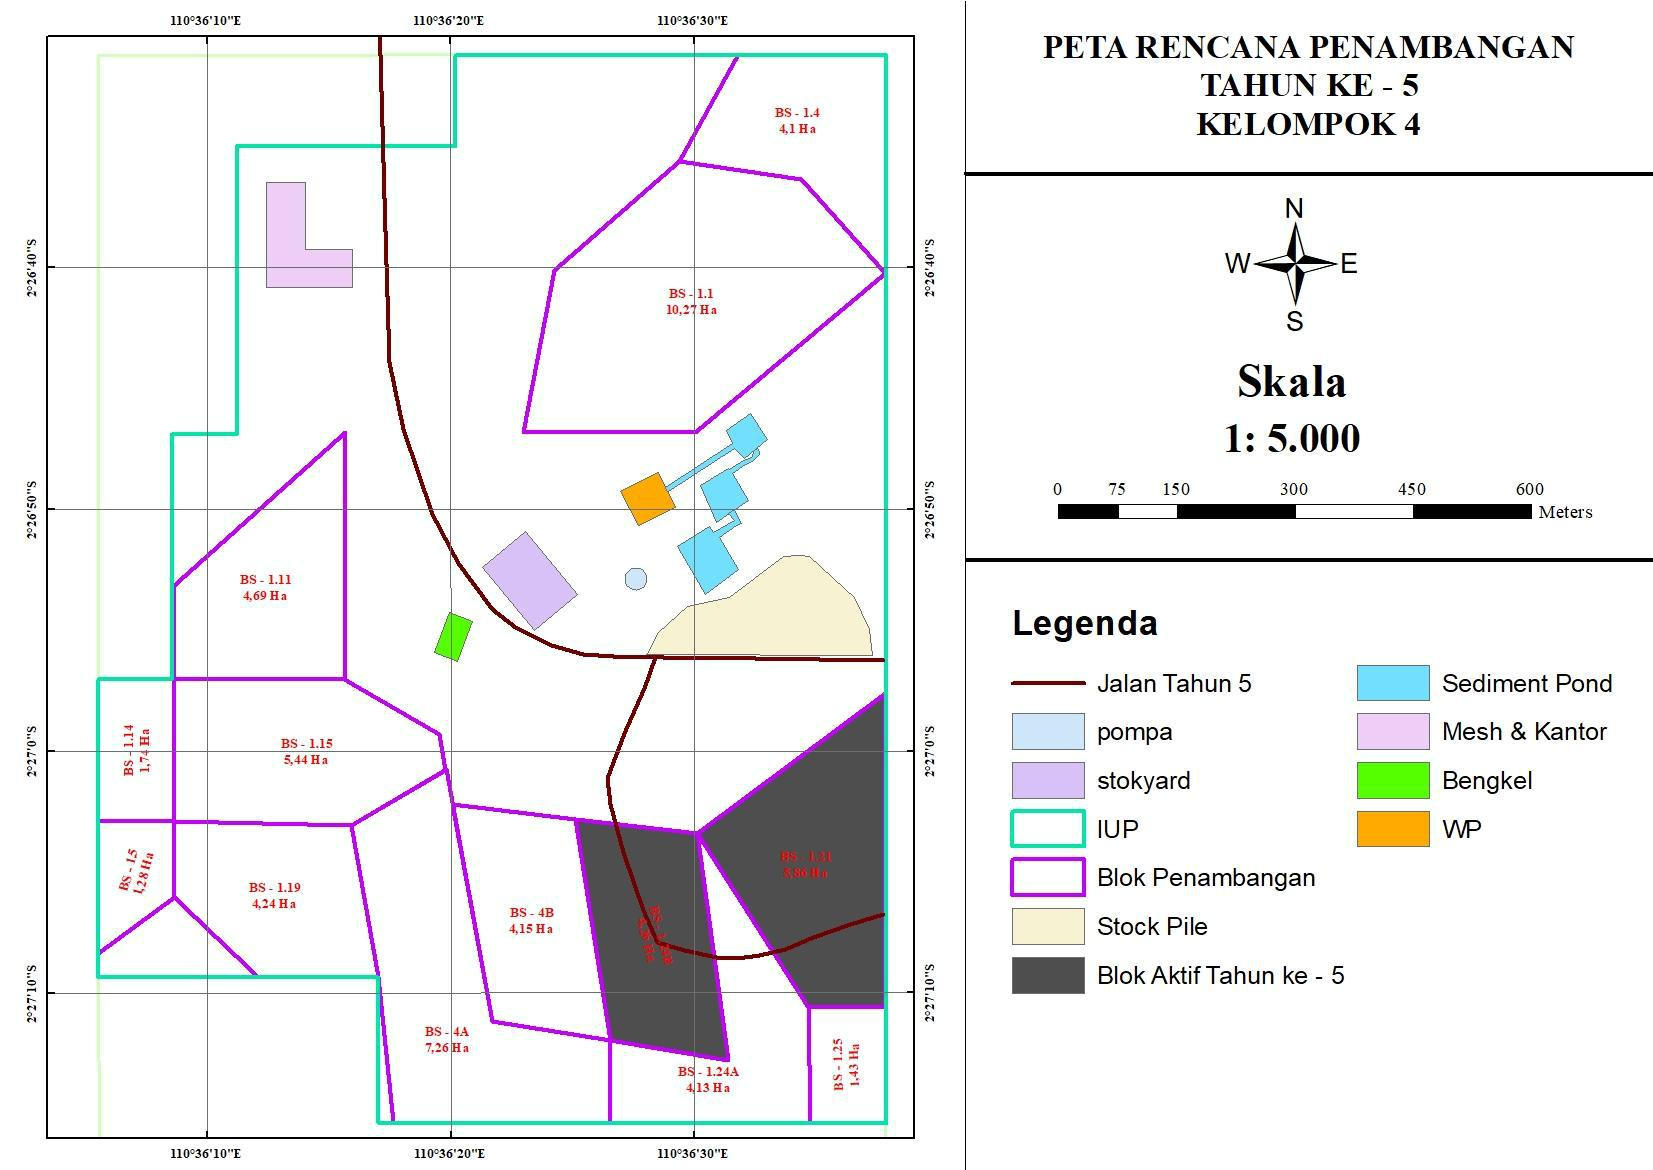 110°36'10"E
110°36'20"E
110°36'30"E
2°26'40"S
2°26'50"S
2°27'0"S
2°27'10"S
2°26'40"S
2°26'50"S
2°27'0"S
2°27'10"S
BS - 1.4
4,1 Ha
BS - 1.1
10,27 Ha
BS - 1.11
4,69 Ha
BS - 1.14
1,74 Ha
BS - 1.15
5,44 Ha
BS - 1.5
1,28 Ha
BS - 1.19
4,24 Ha
BS - 4B
4,15 Ha
BS -
Ha
BS - 1.21
5,86 Ha
BS - 4A
7,26 Ha
BS - 1.24A
4,13 Ha
BS - 1.25
1,43 Ha
110°36'10"E
110°36'20"E
110°36'30"E
PETA RENCANA PENAMBANGAN
TAHUN KE - 5
KELOMPOK 4
N
W
E
S
Skala
1: 5.000
0 75 150 300 450 600
Meters
Legenda
Jalan Tahun 5
pompa
stokyard
IUP
Blok Penambangan
Stock Pile
Blok Aktif Tahun ke - 5
Sediment Pond
Mesh & Kantor
Bengkel
WP